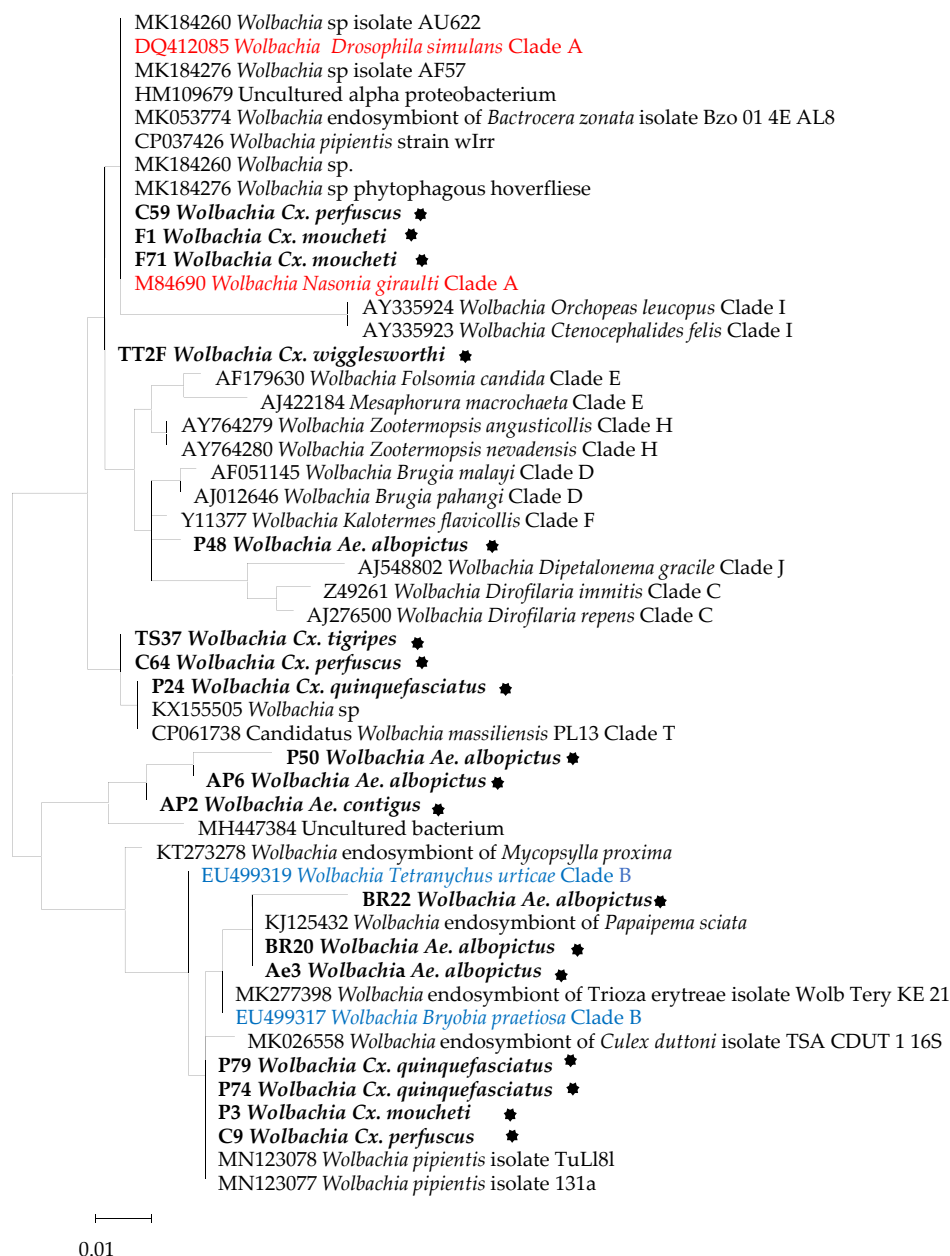 MK184260 Wolbachia sp isolate AU622
DQ412085 Wolbachia Drosophila simulans Clade A
MK184276 Wolbachia sp isolate AF57
HM109679 Uncultured alpha proteobacterium
MK053774 Wolbachia endosymbiont of Bactrocera zonata isolate Bzo 01 4E AL8
CP037426 Wolbachia pipientis strain wIrr
MK184260 Wolbachia sp.
MK184276 Wolbachia sp phytophagous hoverfliese
C59 Wolbachia Cx. perfuscus
F1 Wolbachia Cx. moucheti
F71 Wolbachia Cx. moucheti
M84690 Wolbachia Nasonia giraulti Clade A
AY335924 Wolbachia Orchopeas leucopus Clade I
AY335923 Wolbachia Ctenocephalides felis Clade I
TT2F Wolbachia Cx. wigglesworthi
AF179630 Wolbachia Folsomia candida Clade E
AJ422184 Mesaphorura macrochaeta Clade E
AY764279 Wolbachia Zootermopsis angusticollis Clade H
AY764280 Wolbachia Zootermopsis nevadensis Clade H
AF051145 Wolbachia Brugia malayi Clade D
AJ012646 Wolbachia Brugia pahangi Clade D
Y11377 Wolbachia Kalotermes flavicollis Clade F
P48 Wolbachia Ae. albopictus
AJ548802 Wolbachia Dipetalonema gracile Clade J
Z49261 Wolbachia Dirofilaria immitis Clade C
AJ276500 Wolbachia Dirofilaria repens Clade C
TS37 Wolbachia Cx. tigripes
C64 Wolbachia Cx. perfuscus
P24 Wolbachia Cx. quinquefasciatus
KX155505 Wolbachia sp
CP061738 Candidatus Wolbachia massiliensis PL13 Clade T
P50 Wolbachia Ae. albopictus
AP6 Wolbachia Ae. albopictus
AP2 Wolbachia Ae. contigus
MH447384 Uncultured bacterium
KT273278 Wolbachia endosymbiont of Mycopsylla proxima
EU499319 Wolbachia Tetranychus urticae Clade B
BR22 Wolbachia Ae. albopictus
KJ125432 Wolbachia endosymbiont of Papaipema sciata
BR20 Wolbachia Ae. albopictus
Ae3 Wolbachia Ae. albopictus
MK277398 Wolbachia endosymbiont of Trioza erytreae isolate Wolb Tery KE 21
EU499317 Wolbachia Bryobia praetiosa Clade B
MK026558 Wolbachia endosymbiont of Culex duttoni isolate TSA CDUT 1 16S
P79 Wolbachia Cx. quinquefasciatus
P74 Wolbachia Cx. quinquefasciatus
P3 Wolbachia Cx. moucheti
C9 Wolbachia Cx. perfuscus
MN123078 Wolbachia pipientis isolate TuLl8l
MN123077 Wolbachia pipientis isolate 131a
0.01